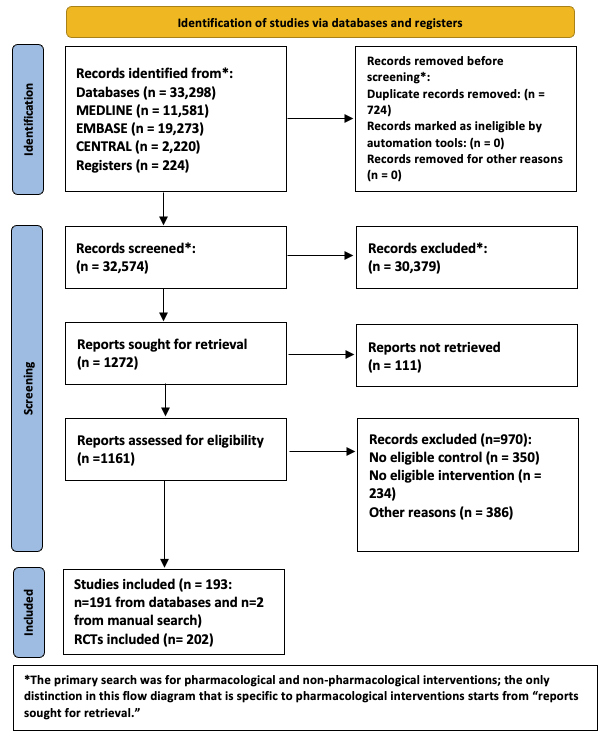 Identification of studies via databases and registers
Identification
Records identified from*:
Databases (n = 33,298)
MEDLINE (n = 11,581)
EMBASE (n = 19,273)
CENTRAL (n = 2,220)
Registers (n = 224)
Records removed before
screening*:
Duplicate records removed: (n =
724)
Records marked as ineligible by
automation tools: (n = 0)
Records removed for other reasons
(n = 0)
Screening
Records screened*:
(n = 32,574)
Records excluded*:
(n = 30,379)
Reports sought for retrieval
(n = 1272)
Reports not retrieved
(n = 111)
Reports assessed for eligibility
(n =1161)
Records excluded (n=970):
No eligible control (n = 350)
No eligible intervention (n =
234)
Other reasons (n = 386)
Included
Studies included (n = 193:
n=191 from databases and n=2
from manual search)
RCTs included (n= 202)
*The primary search was for pharmacological and non-pharmacological interventions; the only
distinction in this flow diagram that is specific to pharmacological interventions starts from “reports
sought for retrieval.”